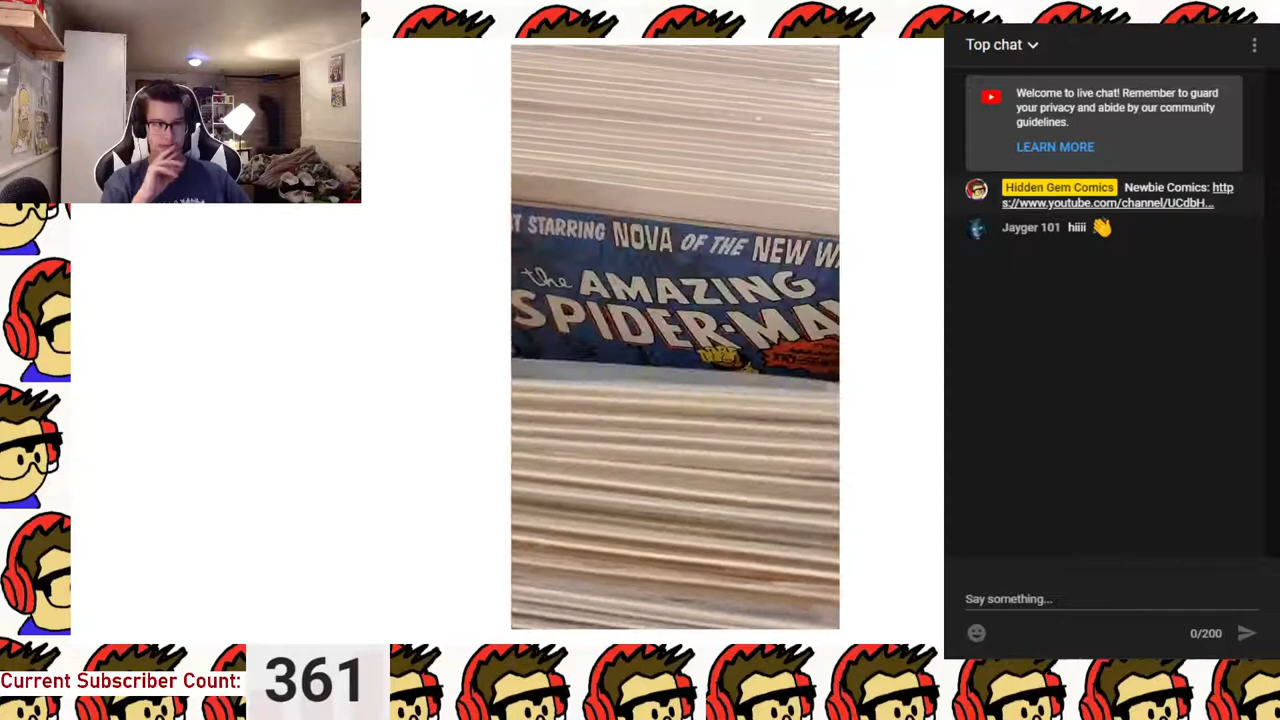 Top chat
Welcome to live chat! Remember to guard
your privacy and abide by our community
guidelines.
LEARN MORE
Hidden Gem Comics Newbie Comics: http
s://www.youtube.com/channel/UCdbH...
Jayger 101 hiiii 👋
STARRING NOVA OF THE NEW
the AMAZING
SPIDER-MAN
Say something...
0/200
Current Subscriber Count: 361